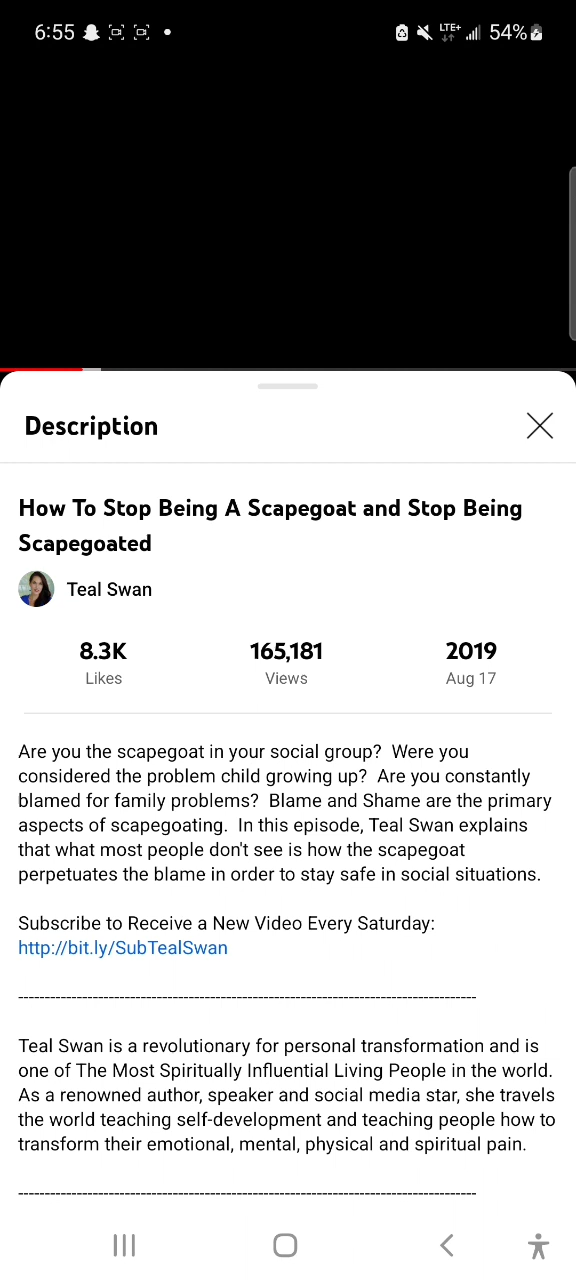 6:55
LTE+
54%
Description
How To Stop Being A Scapegoat and Stop Being
Scapegoated
Teal Swan
8.3K
165,181
2019
Likes
Views
Aug 17
Are you the scapegoat in your social group?  Were you
considered the problem child growing up?  Are you constantly
blamed for family problems?  Blame and Shame are the primary
aspects of scapegoating.  In this episode, Teal Swan explains
that what most people don't see is how the scapegoat
perpetuates the blame in order to stay safe in social situations.
Subscribe to Receive a New Video Every Saturday:
http://bit.ly/SubTealSwan
---------------------------------------------------------------------------------------
Teal Swan is a revolutionary for personal transformation and is
one of The Most Spiritually Influential Living People in the world.
As a renowned author, speaker and social media star, she travels
the world teaching self-development and teaching people how to
transform their emotional, mental, physical and spiritual pain.
---------------------------------------------------------------------------------------